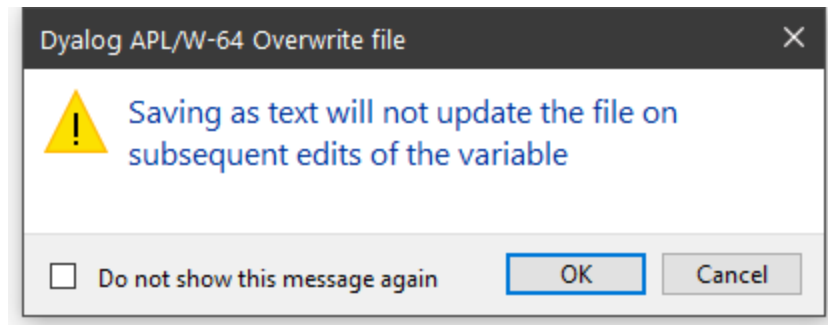 Dyalog APL/W-64 Overwrite file
Saving as text will not update the file on
subsequent edits of the variable
Do not show this message again
OK
Cancel